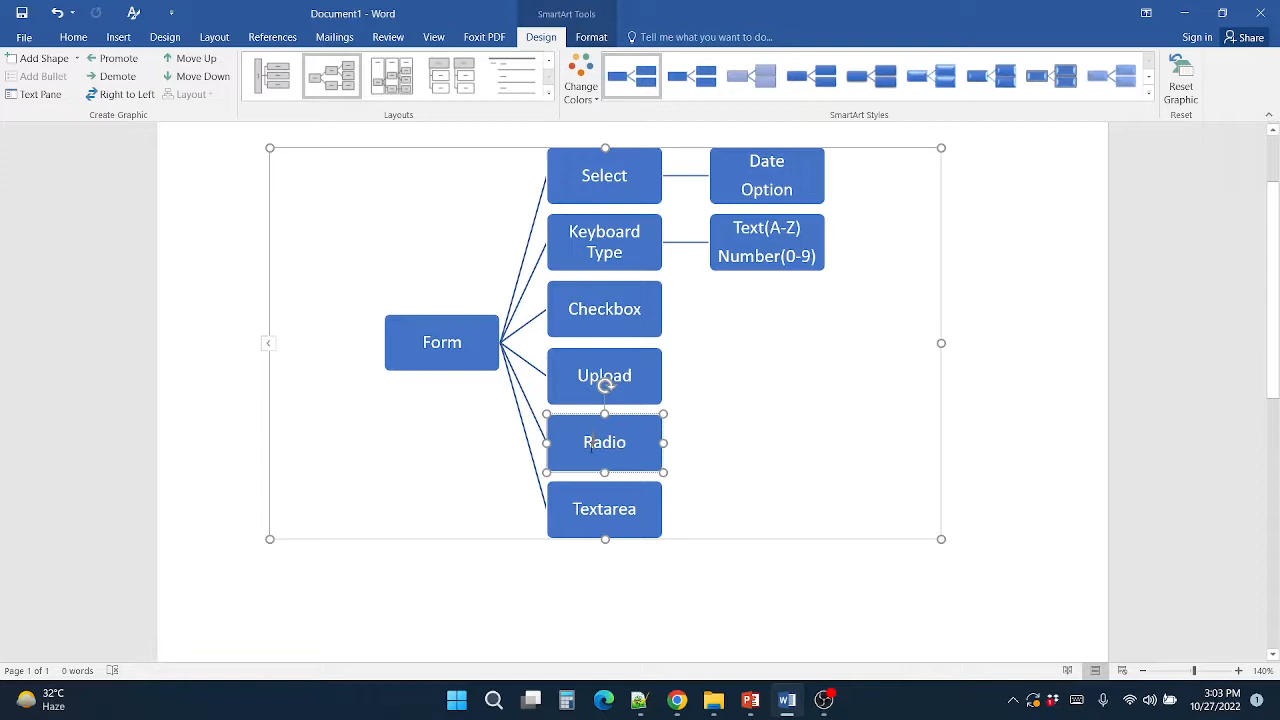 Document1 - Word
SmartArt Tools
File
Home
Insert
Design
Layout
References
Mailings
Review
View
Foxit PDF
Design
Format
Tell me what you want to do...
Sign in
Share
Add Shape
Promote
Move Up
Add Bullet
Demote
Move Down
Text Pane
Right to Left
Layout
Create Graphic
Layouts
Change
Colors
SmartArt Styles
Reset
Graphic
Reset
Select
Date
Option
Keyboard
Type
Text(A-Z)
Number(0-9)
Checkbox
Form
Upload
Radio
Textarea
Page 1 of 1
0 words
140%
32°C
Haze
3:03 PM
10/27/2022
1